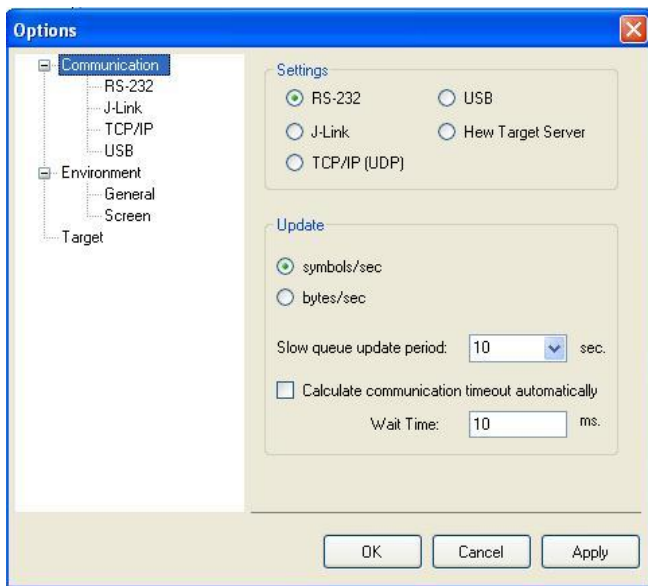 Options
Communication
RS-232
J-Link
TCP/IP
USB
Environment
General
Screen
Target
Settings
RS-232
USB
J-Link
Hew Target Server
TCP/IP (UDP)
Update
symbols/sec
bytes/sec
Slow queue update period: 10 sec.
Calculate communication timeout automatically
Wait Time: 10 ms.
OK Cancel Apply